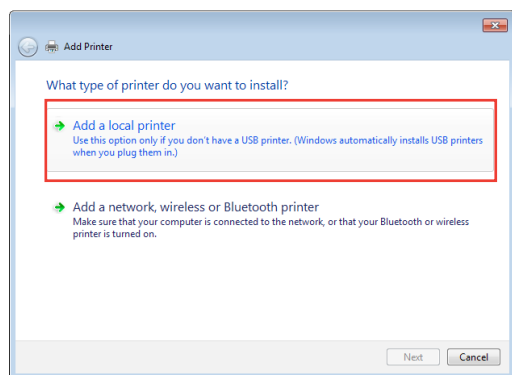 Add Printer
What type of printer do you want to install?
Add a local printer
Use this option only if you don't have a USB printer. (Windows automatically installs USB printers
when you plug them in.)
Add a network, wireless or Bluetooth printer
Make sure that your computer is connected to the network, or that your Bluetooth or wireless
printer is turned on.
Next Cancel